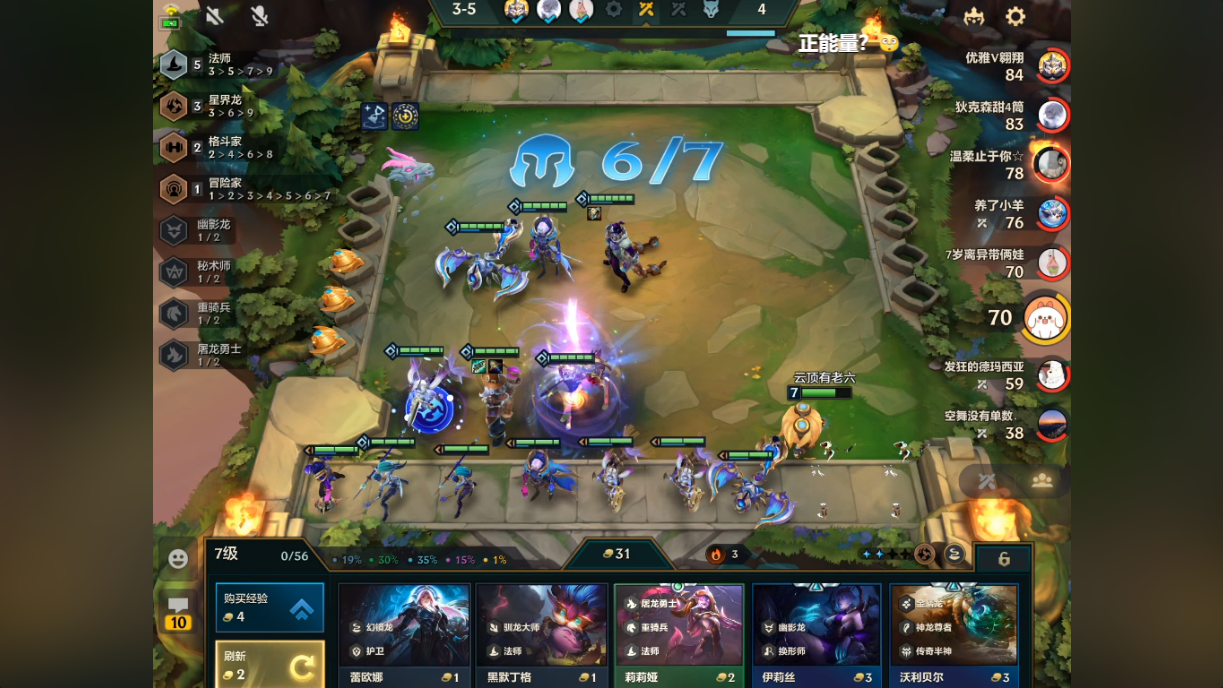 3-5
4
正能量?
5
法师
3 > 5 > 7 > 9
3
星界龙
3 > 6 > 9
2
格斗家
2 > 4 > 6 > 8
1
冒险家
1 > 2 > 3 > 4 > 5 > 6 > 7
幽影龙
1 / 2
秘术师
1 / 2
重骑兵
1 / 2
屠龙勇士
1 / 2
6/7
优雅V翱翔
84
狄克森甜4筒
83
温柔止于你☆
78
养了小羊
76
7岁离异带俩娃
70
70
发狂的德玛西亚
59
空舞没有单数.
38
云顶有老六
7
7级
0/56
19%
30%
35%
15%
1%
31
3
6
10
购买经验
4
刷新
2
幻镜龙
护卫
蕾欧娜
1
驯龙大师
法师
黑默丁格
1
屠龙勇士
重骑兵
法师
莉莉娅
2
幽影龙
换形师
伊莉丝
3
金鳞龙
神龙尊者
传奇半神
沃利贝尔
3